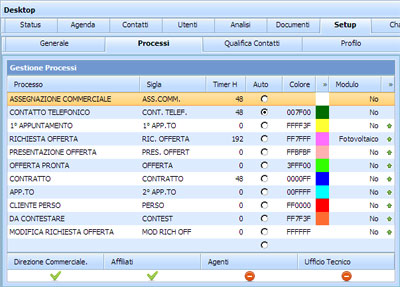 Desktop
Status Agenda Contatti Utenti Analisi Documenti Setup Cha
Generale Processi Qualifica Contatti Profilo
Gestione Processi
Processo Sigla Timer H Auto Colore » Modulo »
ASSEGNAZIONE COMMERCIALE ASS.COMM. 48 No
CONTATTO TELEFONICO CONT. TELEF. 48 007F00 No
1° APPUNTAMENTO 1° APP.TO 0 FFFF3F No
RICHIESTA OFFERTA RIC. OFFERTA 192 FF7FFF Fotovoltaico
PRESENTAZIONE OFFERTA PRES. OFFERT 0 FFBFBF No
OFFERTA PRONTA OFFERTA 0 3FFF00 No
CONTRATTO CONTRATTO 48 0000FF No
APP.TO 2° APP.TO 0 00FFFF No
CLIENTE PERSO PERSO 0 FF0000 No
DA CONTESTARE CONTEST 0 FF7F3F No
MODIFICA RICHIESTA OFFERTA MOD RICH OFF 0 FFFFFF No
Direzione Commerciale. Affiliati Agenti Ufficio Tecnico